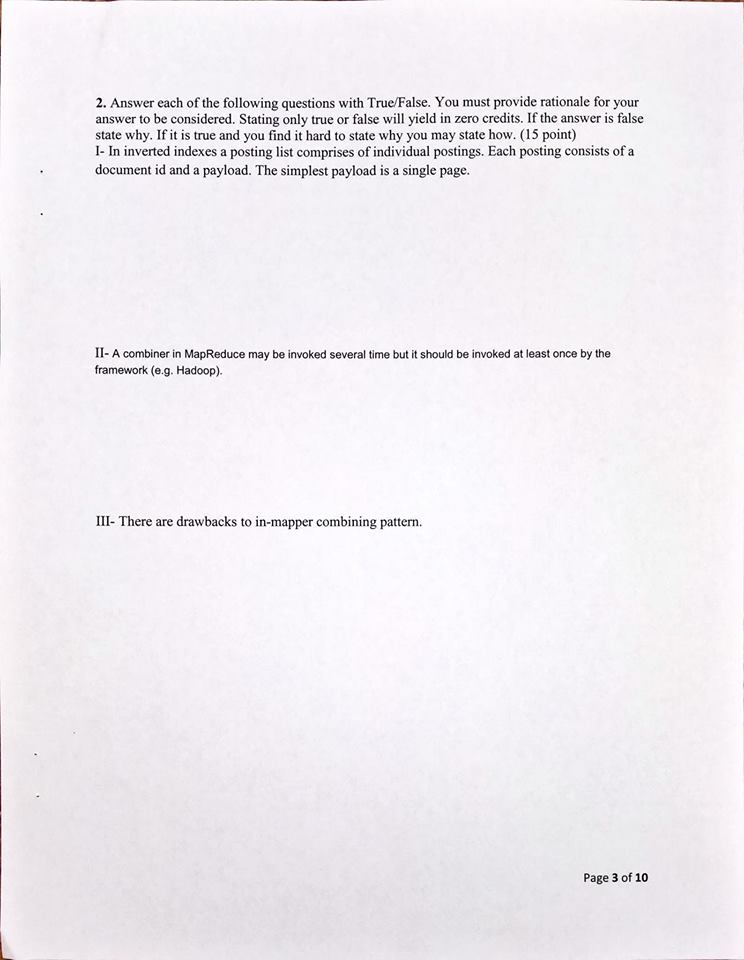 2. Answer each of the following questions with True/False. You must provide rationale for your
answer to be considered. Stating only true or false will yield in zero credits. If the answer is false
state why. If it is true and you find it hard to state why you may state how. (15 point)
I- In inverted indexes a posting list comprises of individual postings. Each posting consists of a
document id and a payload. The simplest payload is a single page.
II- A combiner in MapReduce may be invoked several time but it should be invoked at least once by the
framework (e.g. Hadoop).
III- There are drawbacks to in-mapper combining pattern.
Page 3 of 10